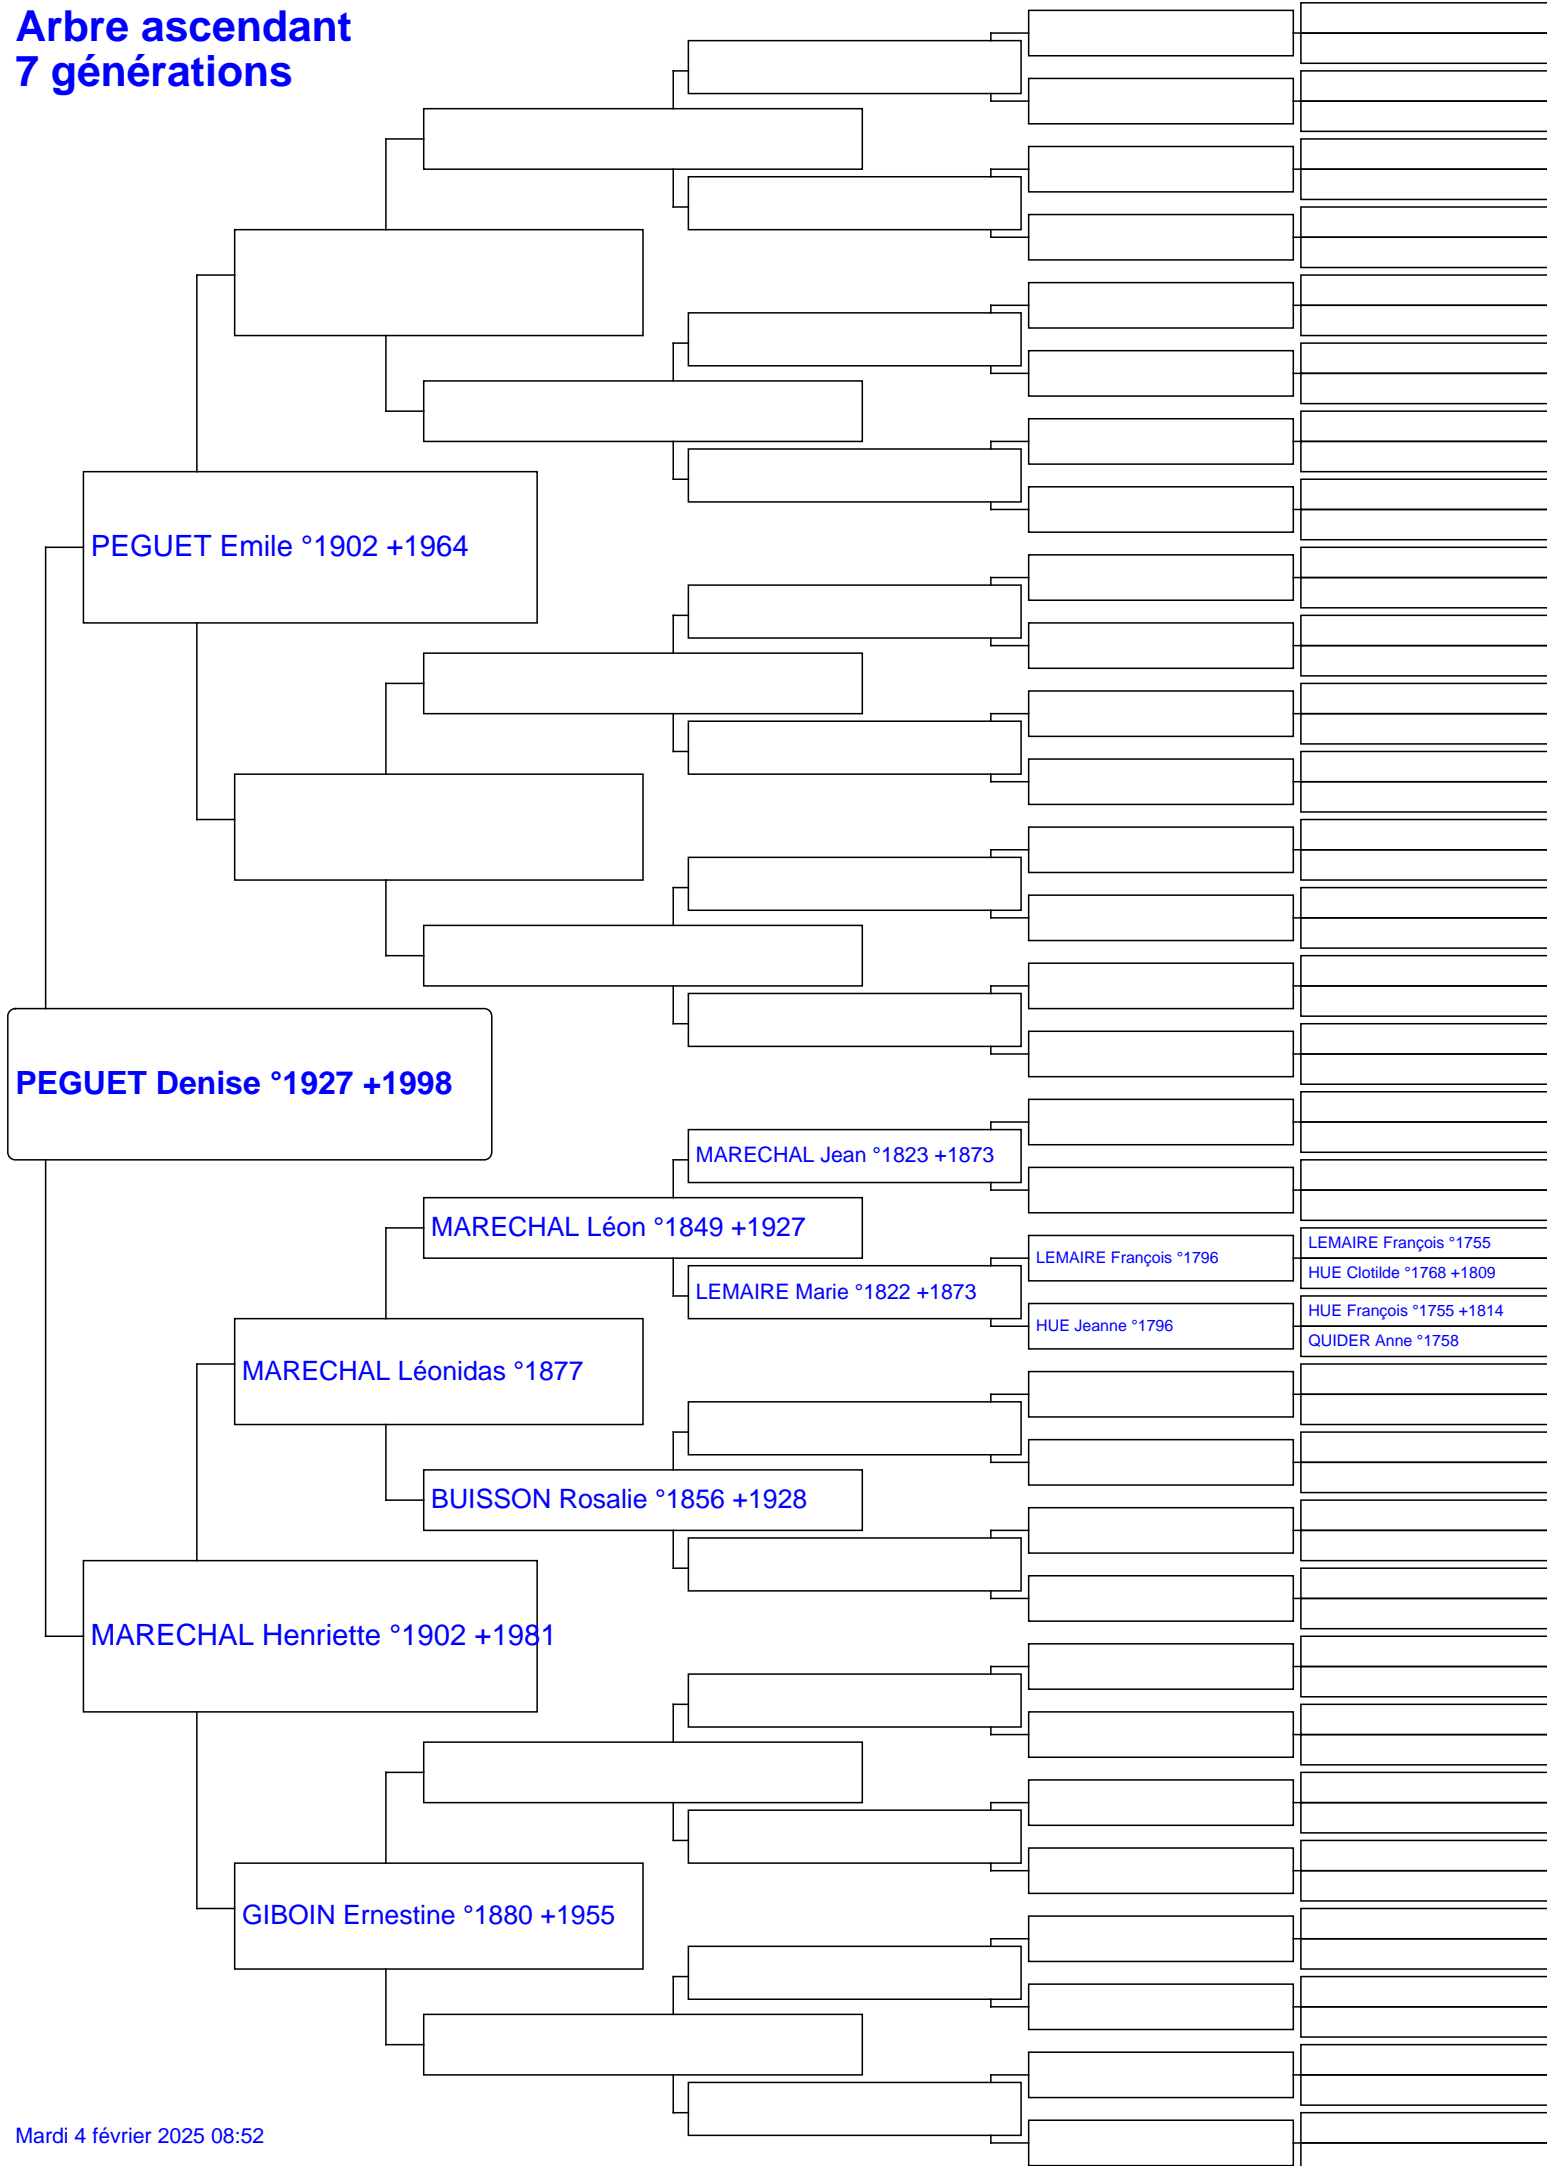 Arbre ascendant
7 générations
PEGUET Emile °1902 +1964
PEGUET Denise °1927 +1998
MARECHAL Jean °1823 +1873
MARECHAL Léon °1849 +1927
LEMAIRE François °1796
LEMAIRE François °1755
HUE Clotilde °1768 +1809
LEMAIRE Marie °1822 +1873
HUE Jeanne °1796
HUE François °1755 +1814
QUIDER Anne °1758
MARECHAL Léonidas °1877
BUISSON Rosalie °1856 +1928
MARECHAL Henriette °1902 +1981
GIBOIN Ernestine °1880 +1955
Mardi 4 février 2025 08:52